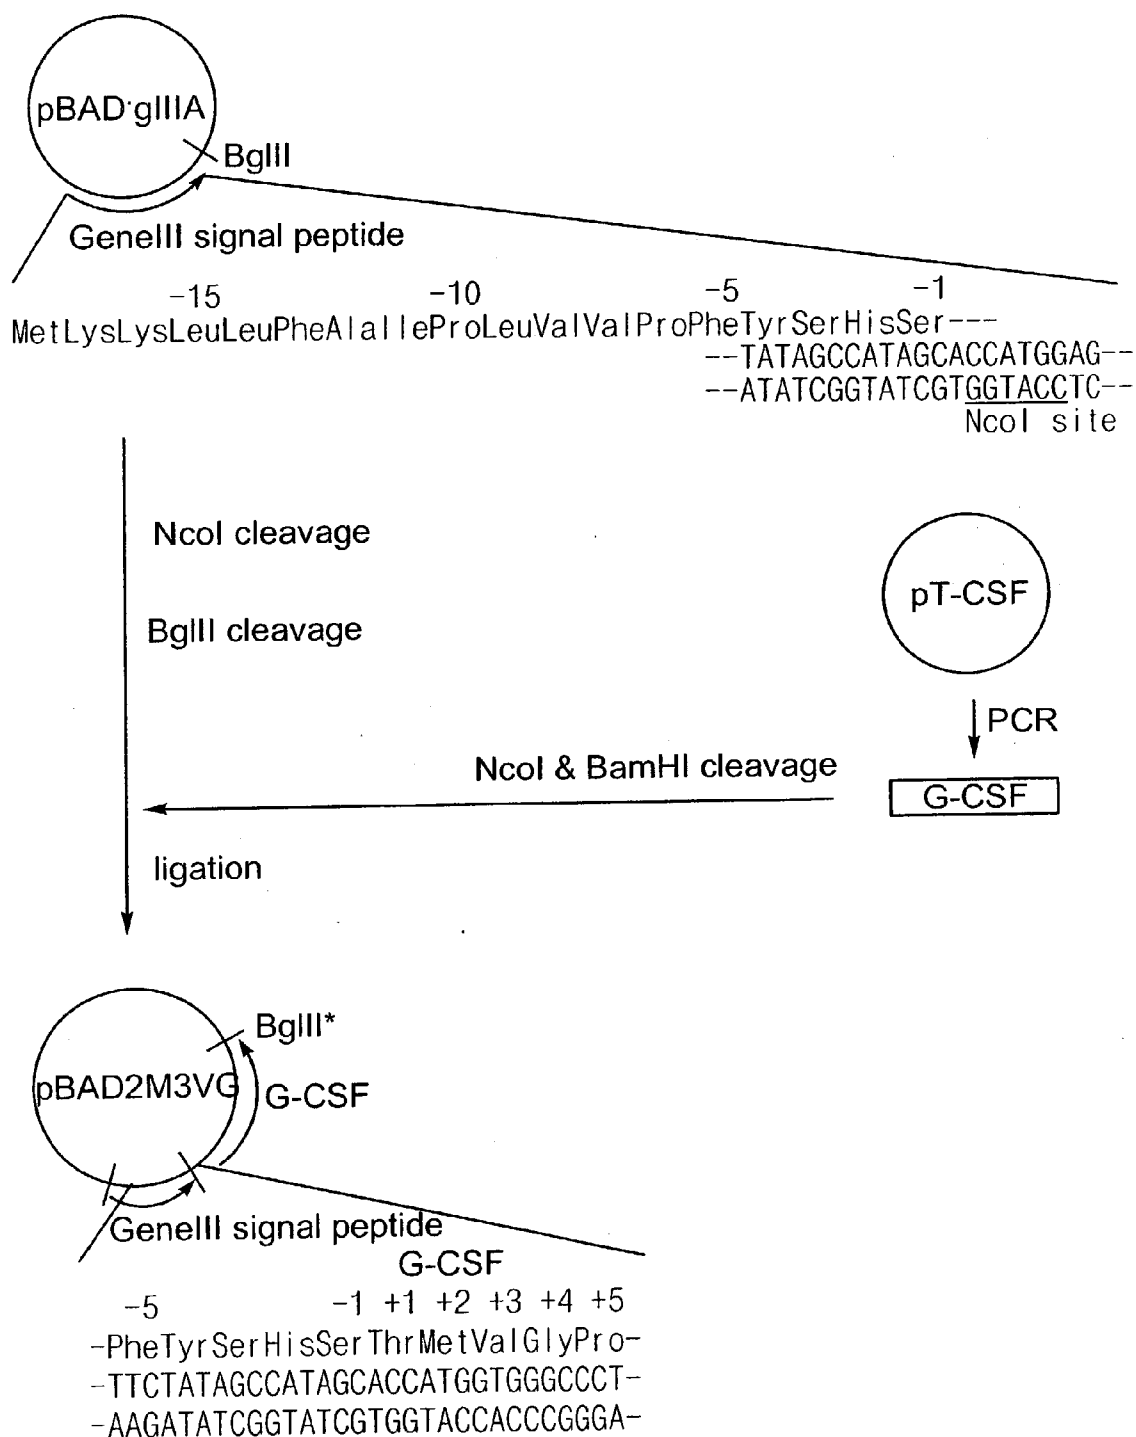 pBAD·gIIIA
BglII
GeneIII signal peptide
-15 -10 -5 -1
MetLysLysLeuLeuPheAlaIleProLeuValValProPheTyrSerHisSer---
--TATAGCCATAGCACCATGGAG--
--ATATCGGTATCGTGGTACCTC--
NcoI site
NcoI cleavage
BglII cleavage
pT-CSF
PCR
NcoI & BamHI cleavage
G-CSF
ligation
BglII*
pBAD2M3VG
G-CSF
GeneIII signal peptide
G-CSF
-5 -1 +1 +2 +3 +4 +5
-PheTyrSerHisSerThrMetValGlyPro-
-TTCTATAGCCATAGCACCATGGTGGGCCCT-
-AAGATATCGGTATCGTGGTACCACCCGGGA-